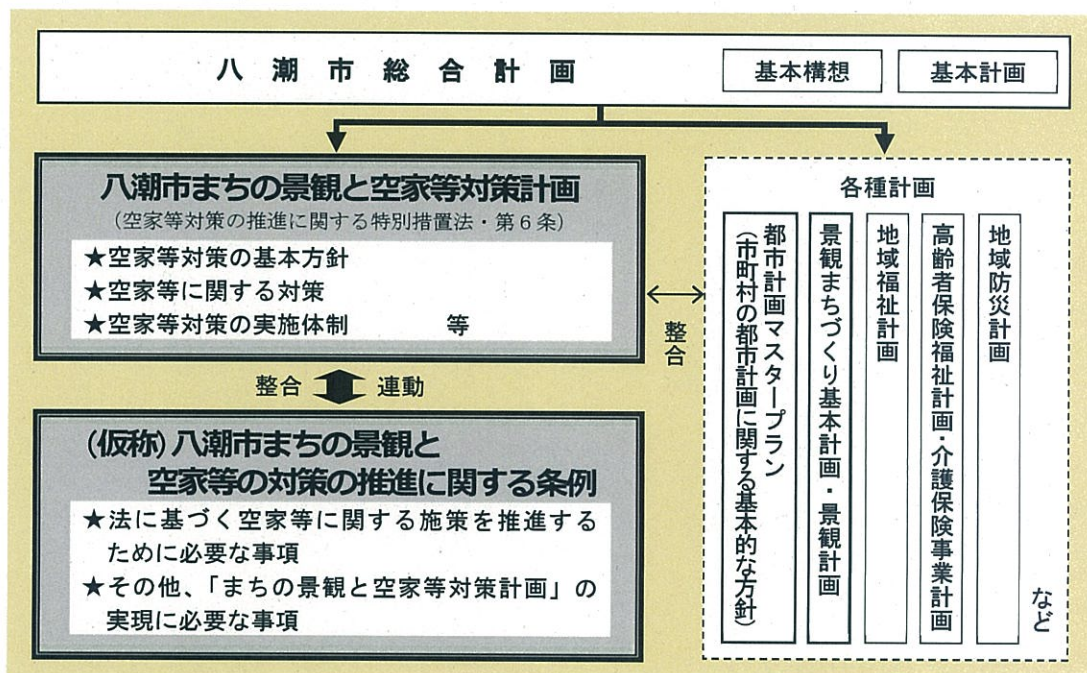 八潮市総合計画
基本構想
基本計画
八潮市まちの景観と空家等対策計画
(空家等対策の推進に関する特別措置法・第6条)
★空家等対策の基本方針
★空家等に関する対策
★空家等対策の実施体制 等
整合
連動
(仮称)八潮市まちの景観と
空家等の対策の推進に関する条例
★法に基づく空家等に関する施策を推進する
ために必要な事項
★その他、「まちの景観と空家等対策計画」の
実現に必要な事項
整合
各種計画
都市計画マスタープラン
(市町村の都市計画に関する基本的な方針)
景観まちづくり基本計画・景観計画
地域福祉計画
高齢者保険福祉計画・介護保険事業計画
地域防災計画
など